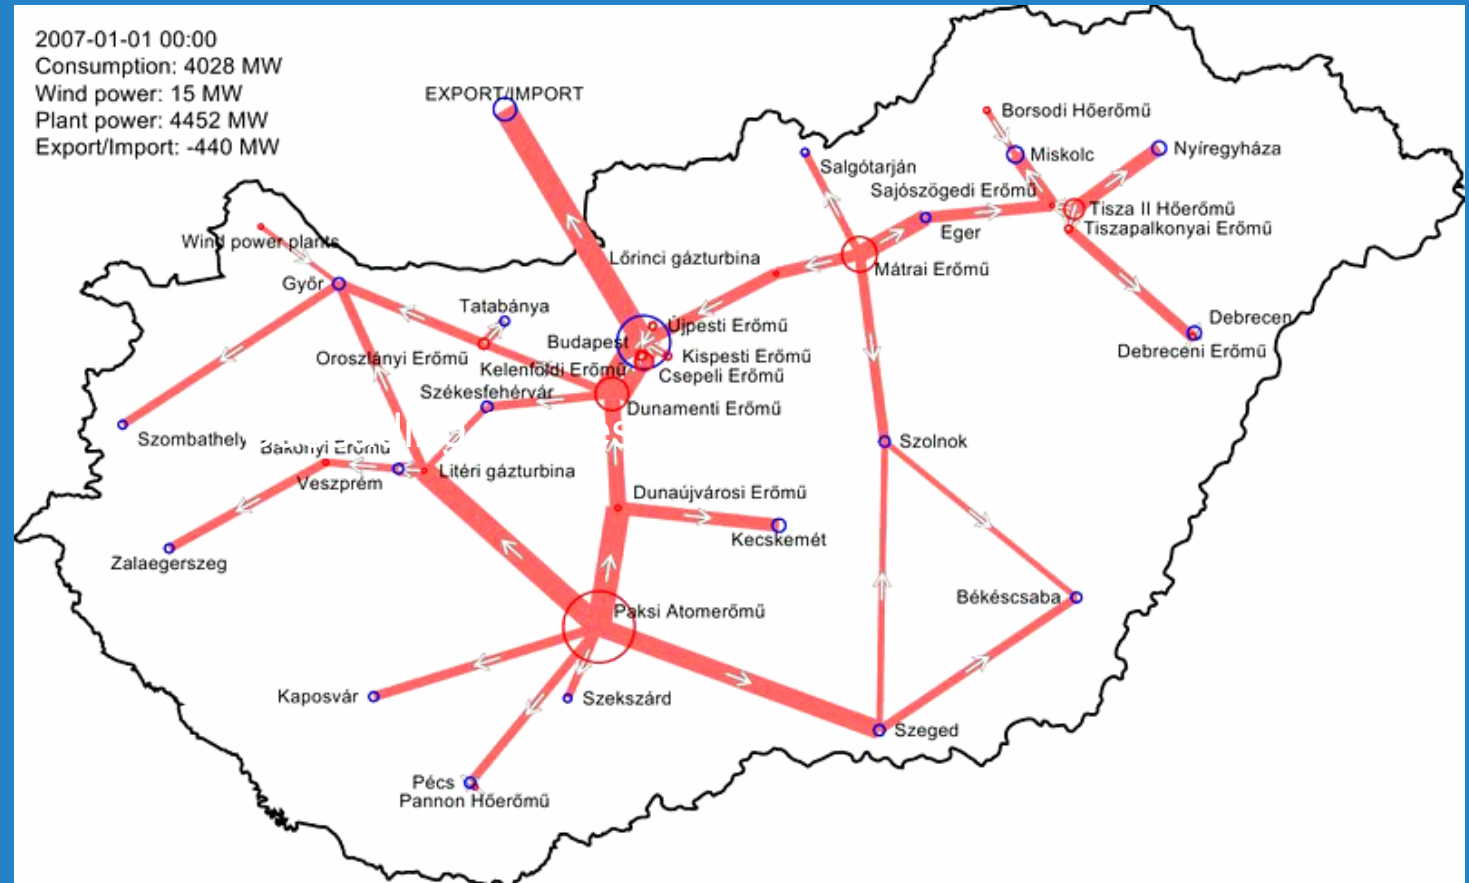 2007-01-01 00:00
Consumption: 4028 MW
Wind power: 15 MW
Plant power: 4452 MW
Export/Import: -440 MW
EXPORT/IMPORT
Borsodi Hőerőmű
Miskolc
Nyíregyháza
Salgótarján
Sajószögedi Erőmű
Tisza II Hőerőmű
Tiszapalkonyai Erőmű
Eger
Wind power plants
Lőrinci gázturbina
Mátrai Erőmű
Győr
Tatabánya
Újpesti Erőmű
Debrecen
Budapest
Debreceni Erőmű
Oroszlányi Erőmű
Kispesti Erőmű
Kelenföldi Erőmű
Csepeli Erőmű
Székesfehérvár
Dunamenti Erőmű
Szombathely
Szolnok
Bakonyi Erőmű
Litéri gázturbina
Veszprém
Dunaújvárosi Erőmű
Kecskemét
Zalaegerszeg
Békéscsaba
Paksi Atomerőmű
Kaposvár
Szekszárd
Szeged
Pécs
Pannon Hőerőmű